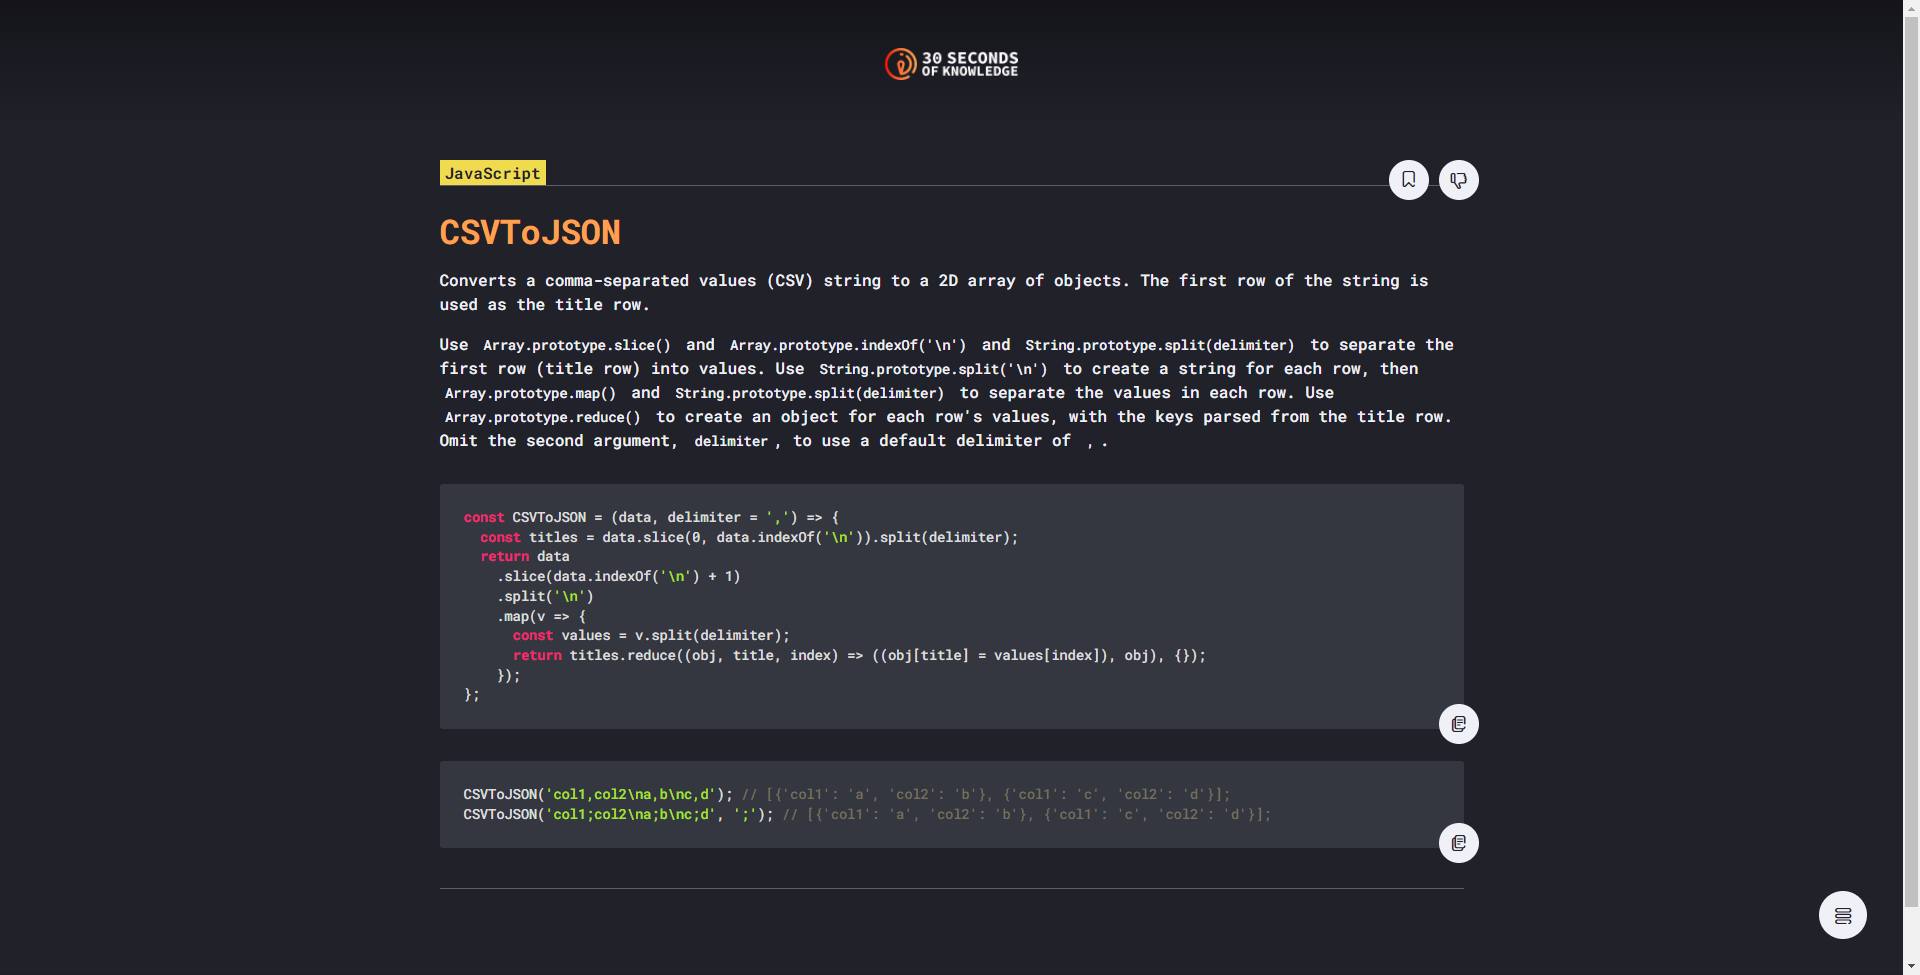 30 SECONDS
OF KNOWLEDGE
JavaScript
CSVToJSON
Converts a comma-separated values (CSV) string to a 2D array of objects. The first row of the string is
used as the title row.
Use Array.prototype.slice() and Array.prototype.indexOf('\n') and String.prototype.split(delimiter) to separate the
first row (title row) into values. Use String.prototype.split('\n') to create a string for each row, then
Array.prototype.map() and String.prototype.split(delimiter) to separate the values in each row. Use
Array.prototype.reduce() to create an object for each row's values, with the keys parsed from the title row.
Omit the second argument, delimiter, to use a default delimiter of ,.
const CSVToJSON = (data, delimiter = ',') => {
  const titles = data.slice(0, data.indexOf('\n')).split(delimiter);
  return data
    .slice(data.indexOf('\n') + 1)
    .split('\n')
    .map(v => {
      const values = v.split(delimiter);
      return titles.reduce((obj, title, index) => ((obj[title] = values[index]), obj), {});
    });
};
CSVToJSON('col1,col2\na,b\nc,d'); // [{'col1': 'a', 'col2': 'b'}, {'col1': 'c', 'col2': 'd'}];
CSVToJSON('col1;col2\na;b\nc;d', ';'); // [{'col1': 'a', 'col2': 'b'}, {'col1': 'c', 'col2': 'd'}];